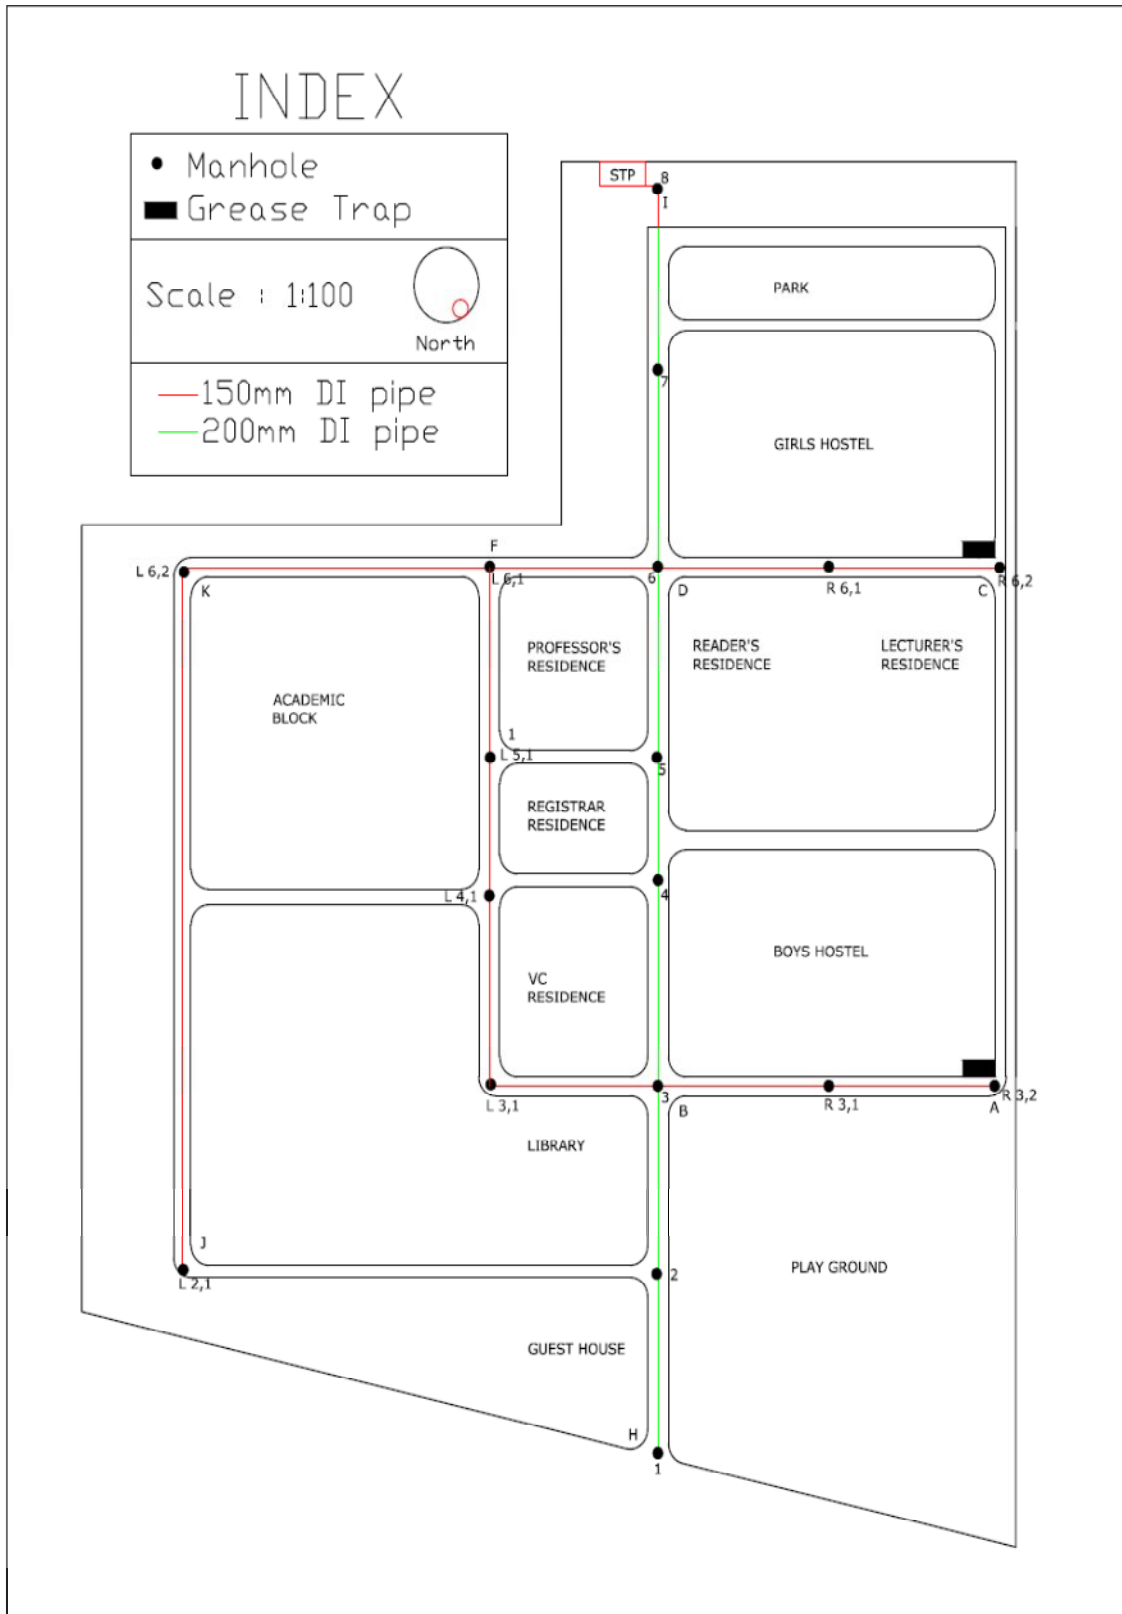 INDEX
Manhole
Grease Trap
Scale : 1:100
North
150mm DI pipe
200mm DI pipe
STP
8
I
PARK
7
GIRLS HOSTEL
F
L 6,2
L 6,1
6
R 6,1
R 6,2
K
D
C
PROFESSOR'S
RESIDENCE
READER'S
RESIDENCE
LECTURER'S
RESIDENCE
ACADEMIC
BLOCK
1
L 5,1
5
REGISTRAR
RESIDENCE
L 4,1
4
BOYS HOSTEL
VC
RESIDENCE
L 3,1
3
B
R 3,1
A
R 3,2
LIBRARY
J
L 2,1
2
PLAY GROUND
GUEST HOUSE
H
1